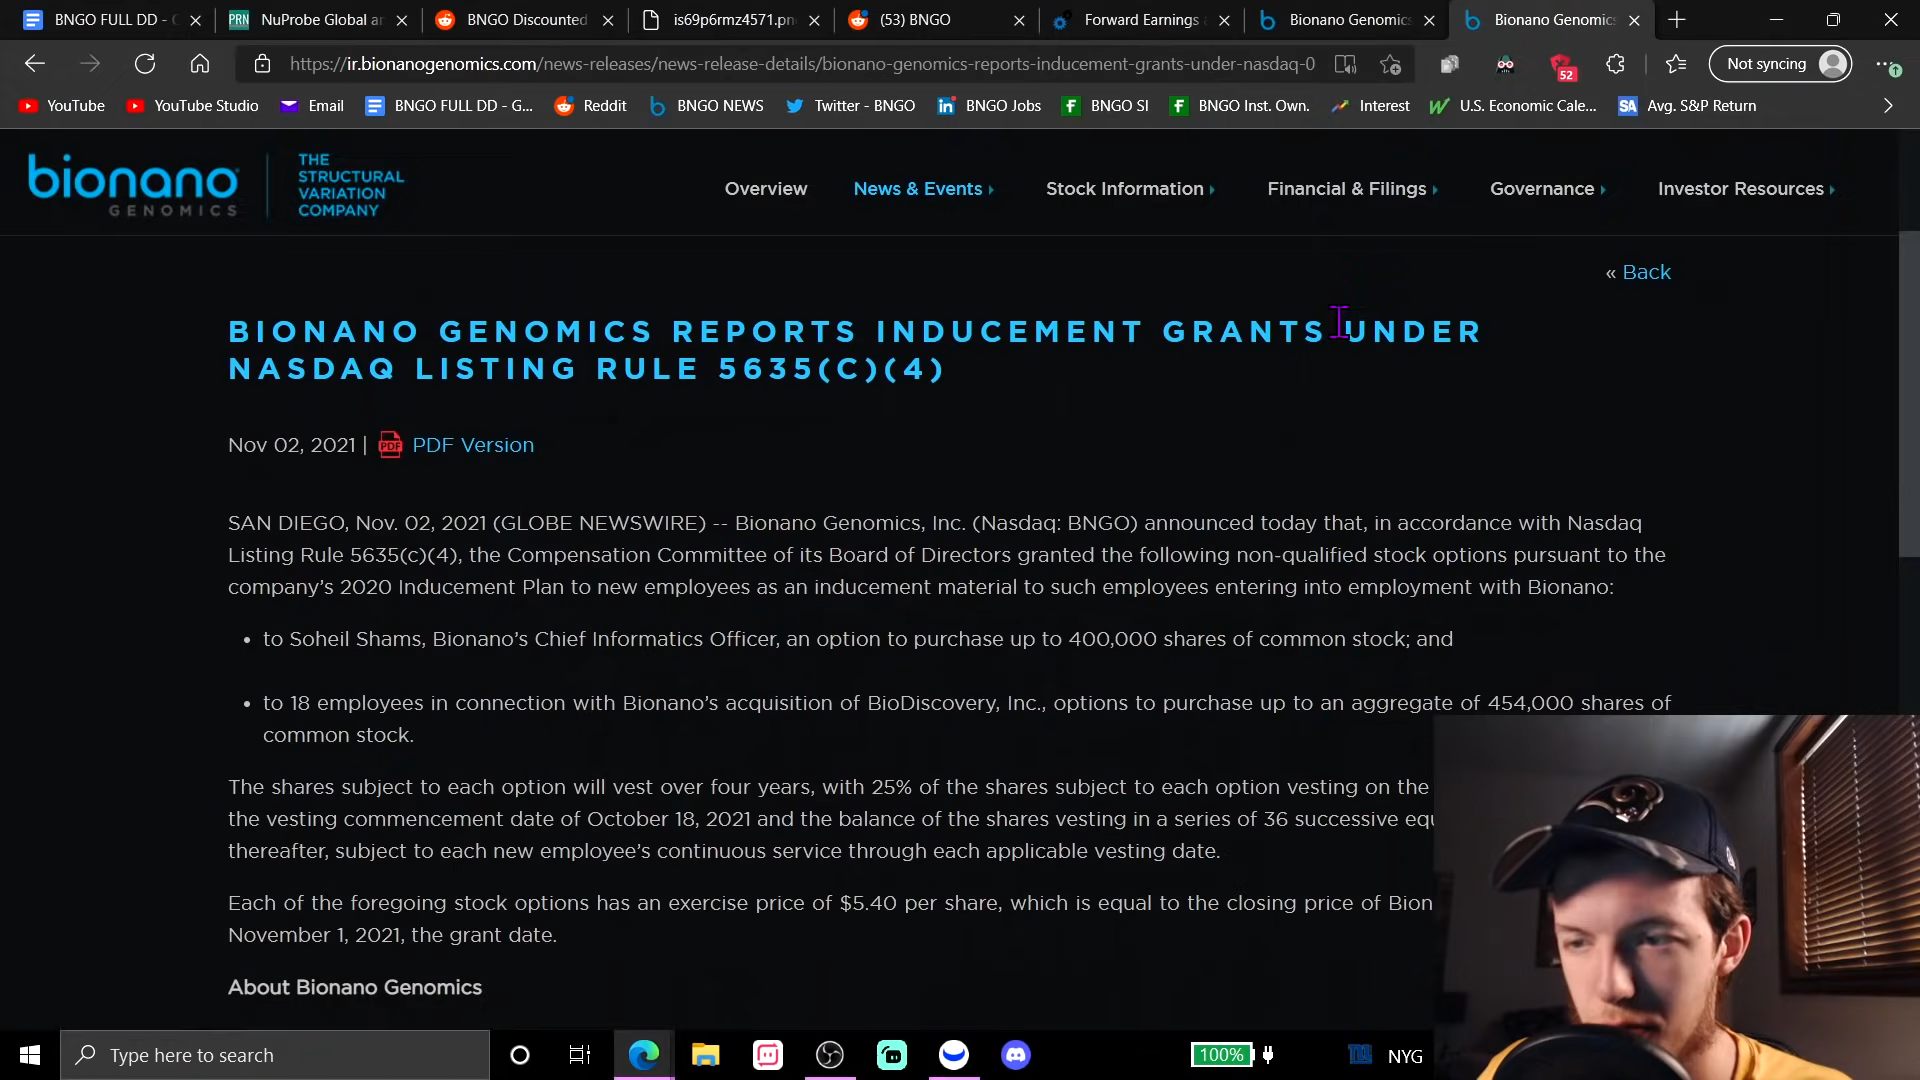 BNGO FULL DD - G
PRN NuProbe Global an
BNGO Discounted
is69p6rmz4571.pn
(53) BNGO
Forward Earnings
Bionano Genomics
Bionano Genomics
https://ir.bionanogenomics.com/news-releases/news-release-details/bionano-genomics-reports-inducement-grants-under-nasdaq-0
52
Not syncing
YouTube
YouTube Studio
Email
BNGO FULL DD - G...
Reddit
BNGO NEWS
Twitter - BNGO
BNGO Jobs
BNGO SI
BNGO Inst. Own.
Interest
U.S. Economic Cale...
SA Avg. S&P Return
bionano
GENOMICS
THE
STRUCTURAL
VARIATION
COMPANY
Overview
News & Events
Stock Information
Financial & Filings
Governance
Investor Resources
« Back
BIONANO GENOMICS REPORTS INDUCEMENT GRANTS UNDER
NASDAQ LISTING RULE 5635(C)(4)
Nov 02, 2021 | PDF PDF Version
SAN DIEGO, Nov. 02, 2021 (GLOBE NEWSWIRE) -- Bionano Genomics, Inc. (Nasdaq: BNGO) announced today that, in accordance with Nasdaq
Listing Rule 5635(c)(4), the Compensation Committee of its Board of Directors granted the following non-qualified stock options pursuant to the
company's 2020 Inducement Plan to new employees as an inducement material to such employees entering into employment with Bionano:
• to Soheil Shams, Bionano's Chief Informatics Officer, an option to purchase up to 400,000 shares of common stock; and
• to 18 employees in connection with Bionano's acquisition of BioDiscovery, Inc., options to purchase up to an aggregate of 454,000 shares of
common stock.
The shares subject to each option will vest over four years, with 25% of the shares subject to each option vesting on the
the vesting commencement date of October 18, 2021 and the balance of the shares vesting in a series of 36 successive equ
thereafter, subject to each new employee's continuous service through each applicable vesting date.
Each of the foregoing stock options has an exercise price of $5.40 per share, which is equal to the closing price of Bion
November 1, 2021, the grant date.
About Bionano Genomics
Type here to search
100%
NYG